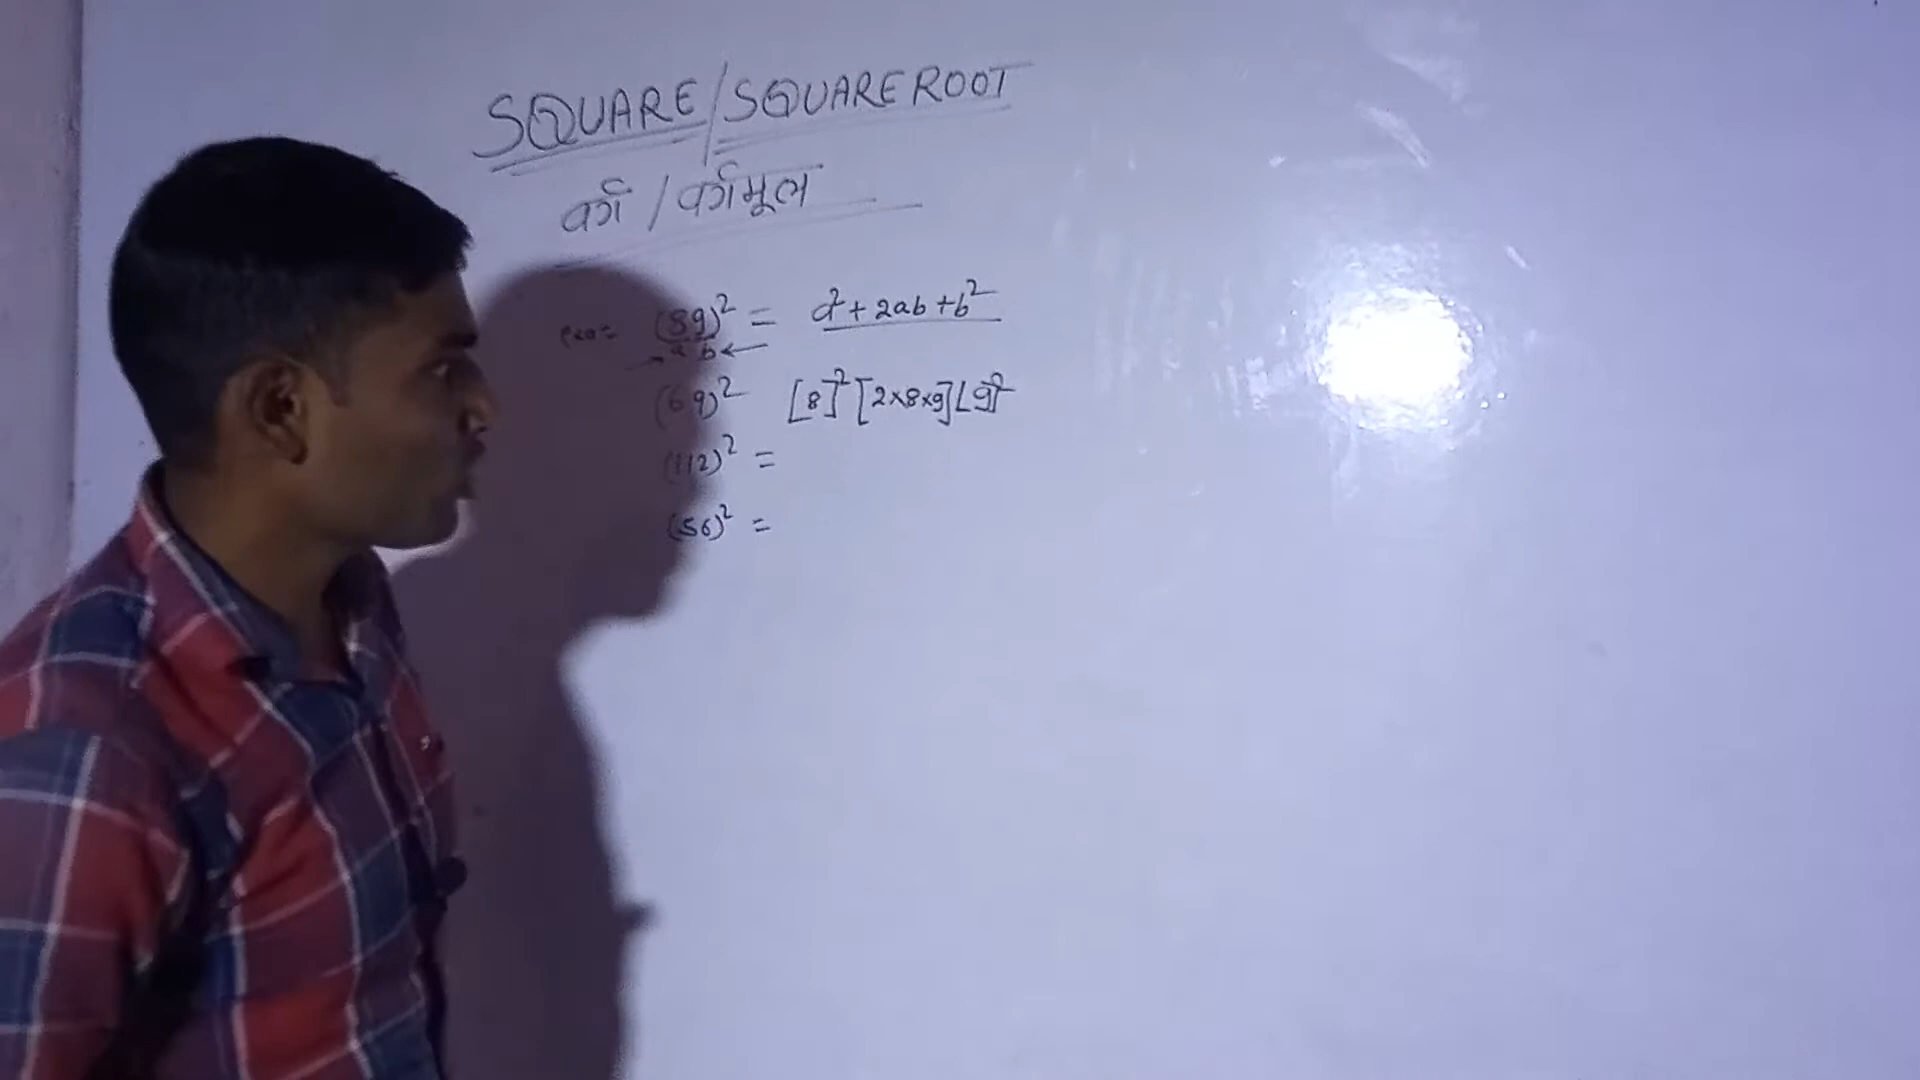 SQUARE/SQUARE ROOT
वर्ग / वर्गमूल
(89)² = a²+2ab+b²
a b ←
(69)² [8]² [2×8×9] [9]²
(112)² =
(56)² =